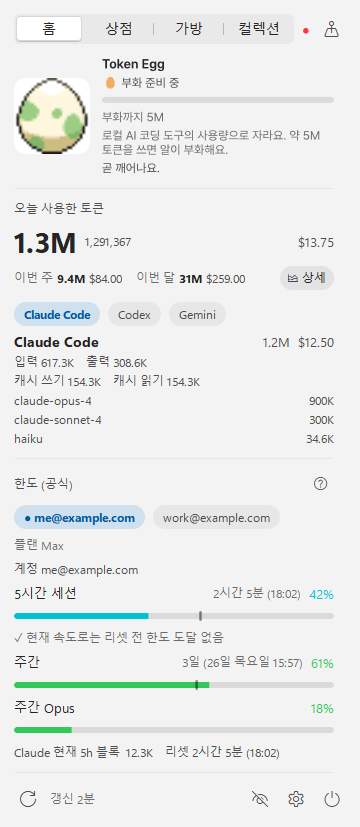 홈 상점 가방 컬렉션
Token Egg
부화 준비 중
부화까지 5M
로컬 AI 코딩 도구의 사용량으로 자라요. 약 5M
토큰을 쓰면 알이 부화해요.
곧 깨어나요.
오늘 사용한 토큰
1.3M 1,291,367 $13.75
이번 주 9.4M $84.00 이번 달 31M $259.00 상세
Claude Code Codex Gemini
Claude Code 1.2M $12.50
입력 617.3K 출력 308.6K
캐시 쓰기 154.3K 캐시 읽기 154.3K
claude-opus-4 900K
claude-sonnet-4 300K
haiku 34.6K
한도 (공식)
me@example.com work@example.com
플랜 Max
계정 me@example.com
5시간 세션 2시간 5분 (18:02) 42%
✓ 현재 속도로는 리셋 전 한도 도달 없음
주간 3일 (26일 목요일 15:57) 61%
주간 Opus 18%
Claude 현재 5h 블록 12.3K 리셋 2시간 5분 (18:02)
갱신 2분